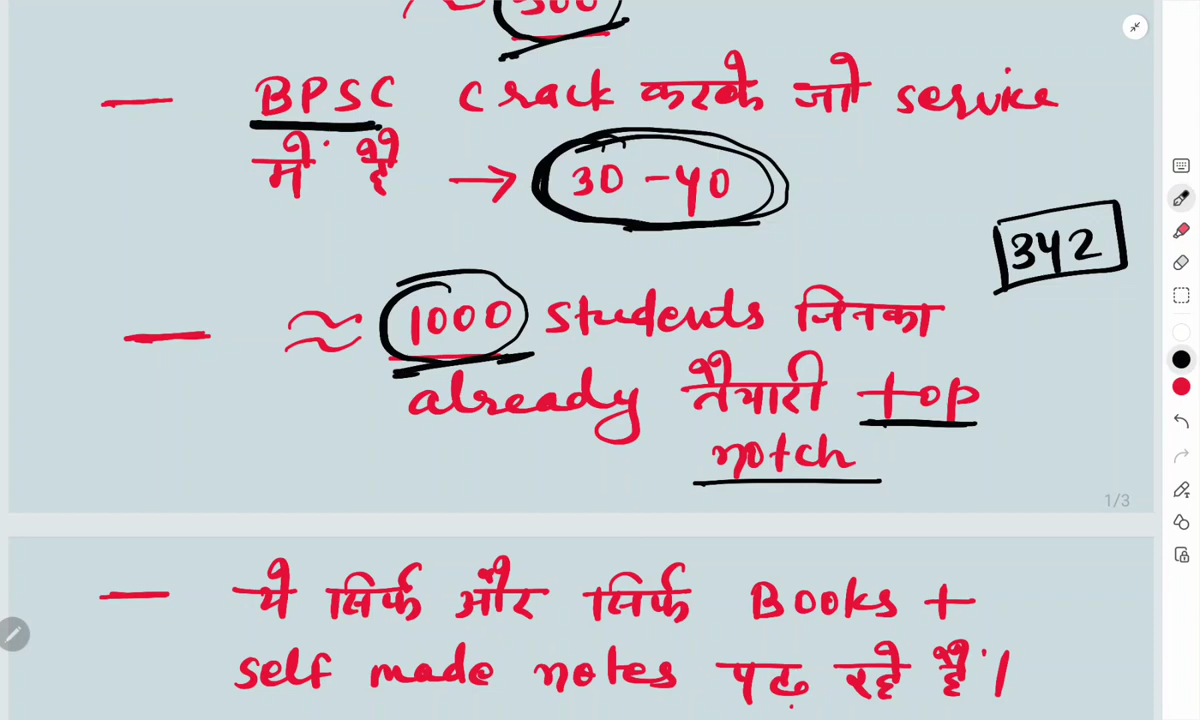 ≈ 300
— BPSC crack करके जो service
में है → 30-40
342
— ≈ 1000 students जिनका
already तैयारी top
notch
1/3
— ये सिर्फ और सिर्फ Books +
self made notes पढ़ रहे हैं।